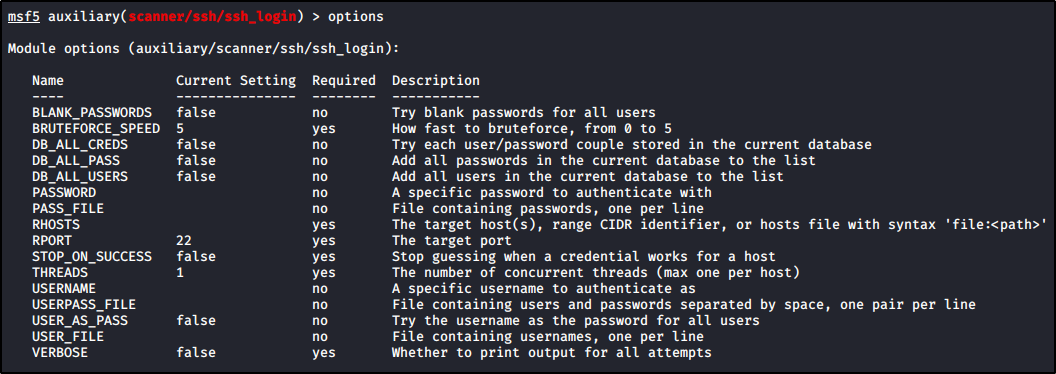 msf5 auxiliary(scanner/ssh/ssh_login) > options
Module options (auxiliary/scanner/ssh/ssh_login):
Name Current Setting Required Description
---- --------------- -------- -----------
BLANK_PASSWORDS false no Try blank passwords for all users
BRUTEFORCE_SPEED 5 yes How fast to bruteforce, from 0 to 5
DB_ALL_CREDS false no Try each user/password couple stored in the current database
DB_ALL_PASS false no Add all passwords in the current database to the list
DB_ALL_USERS false no Add all users in the current database to the list
PASSWORD no A specific password to authenticate with
PASS_FILE no File containing passwords, one per line
RHOSTS yes The target host(s), range CIDR identifier, or hosts file with syntax 'file:<path>'
RPORT 22 yes The target port
STOP_ON_SUCCESS false yes Stop guessing when a credential works for a host
THREADS 1 yes The number of concurrent threads (max one per host)
USERNAME no A specific username to authenticate as
USERPASS_FILE no File containing users and passwords separated by space, one pair per line
USER_AS_PASS false no Try the username as the password for all users
USER_FILE no File containing usernames, one per line
VERBOSE false yes Whether to print output for all attempts